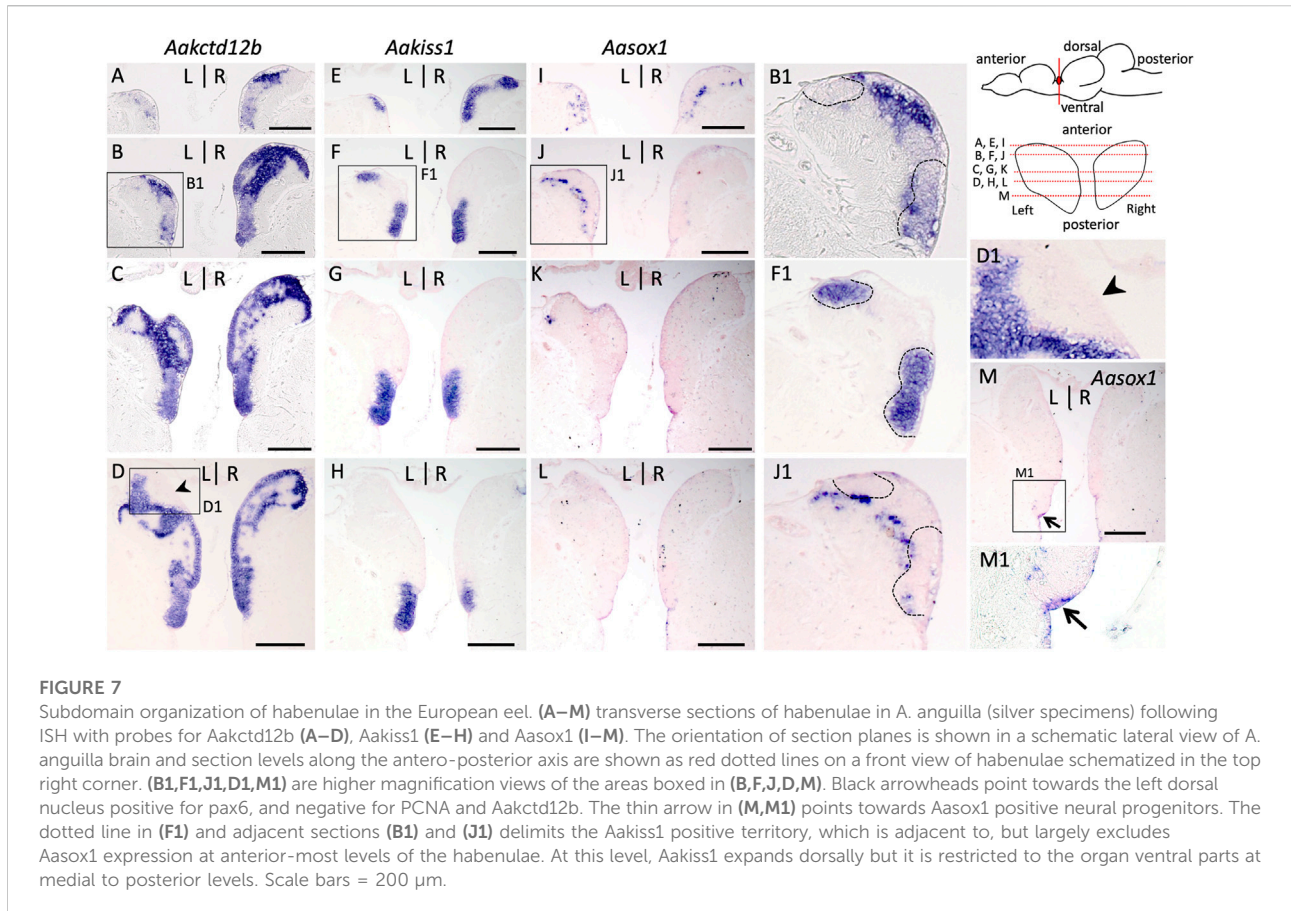 Aakctd12b
Aakiss1
Aasox1
A
L | R
E
L | R
I
L | R
B
L | R
B1
F
L | R
F1
J
L | R
J1
C
L | R
G
L | R
K
L | R
D
L | R
D1
H
L | R
L
L | R
B1
F1
J1
dorsal
anterior
posterior
ventral
anterior
A, E, I
B, F, J
C, G, K
D, H, L
M
Left
Right
posterior
D1
M
Aasox1
L | R
M1
M1
FIGURE 7
Subdomain organization of habenulae in the European eel. (A–M) transverse sections of habenulae in A. anguilla (silver specimens) following
ISH with probes for Aakctd12b (A–D), Aakiss1 (E–H) and Aasox1 (I–M). The orientation of section planes is shown in a schematic lateral view of A.
anguilla brain and section levels along the antero-posterior axis are shown as red dotted lines on a front view of habenulae schematized in the top
right corner. (B1,F1,J1,D1,M1) are higher magnification views of the areas boxed in (B,F,J,D,M). Black arrowheads point towards the left dorsal
nucleus positive for pax6, and negative for PCNA and Aakctd12b. The thin arrow in (M,M1) points towards Aasox1 positive neural progenitors. The
dotted line in (F1) and adjacent sections (B1) and (J1) delimits the Aakiss1 positive territory, which is adjacent to, but largely excludes
Aasox1 expression at anterior-most levels of the habenulae. At this level, Aakiss1 expands dorsally but it is restricted to the organ ventral parts at
medial to posterior levels. Scale bars = 200 µm.